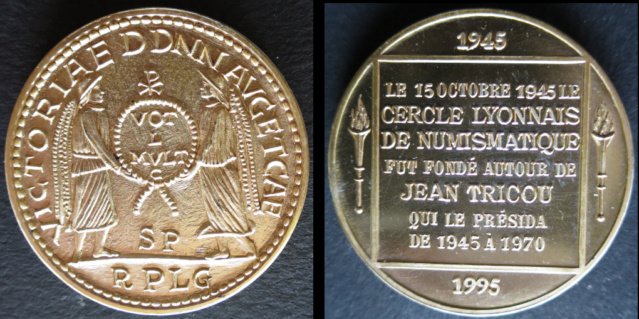 VICTORIAE DDNNAVGETCAE
VOT
L
MVLT
C
SP
RPLG
1945
LE 15 OCTOBRE 1945 LE
CERCLE LYONNAIS
DE NUMISMATIQUE
FUT FONDÉ AUTOUR DE
JEAN TRICOU
QUI LE PRÉSIDA
DE 1945 À 1970
1995